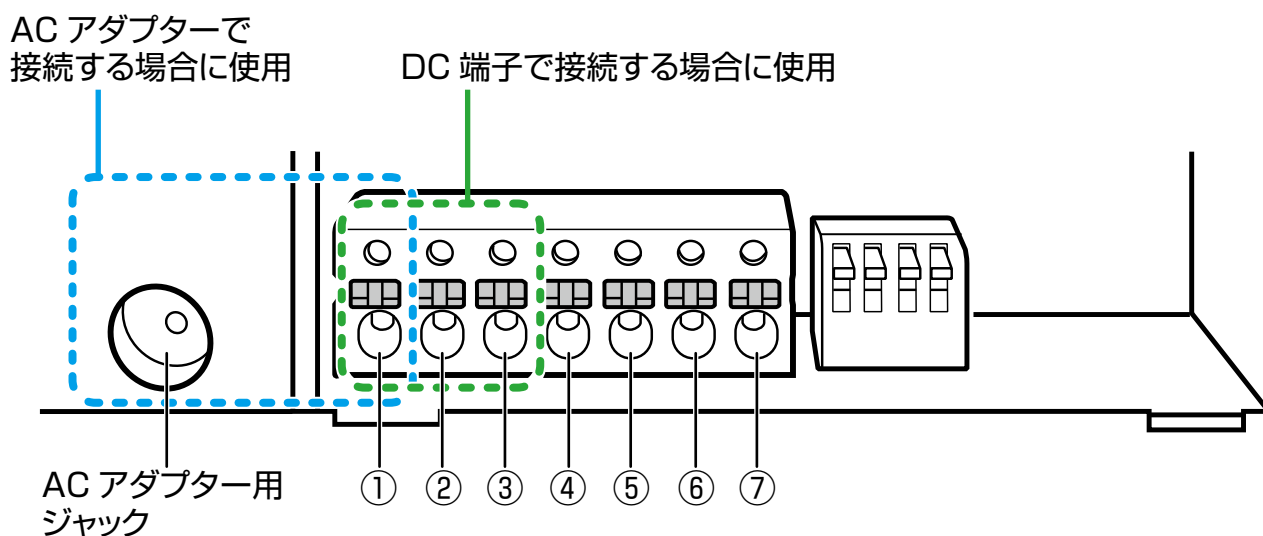 AC アダプターで
接続する場合に使用
DC 端子で接続する場合に使用
AC アダプター用
ジャック
① ② ③ ④ ⑤ ⑥ ⑦